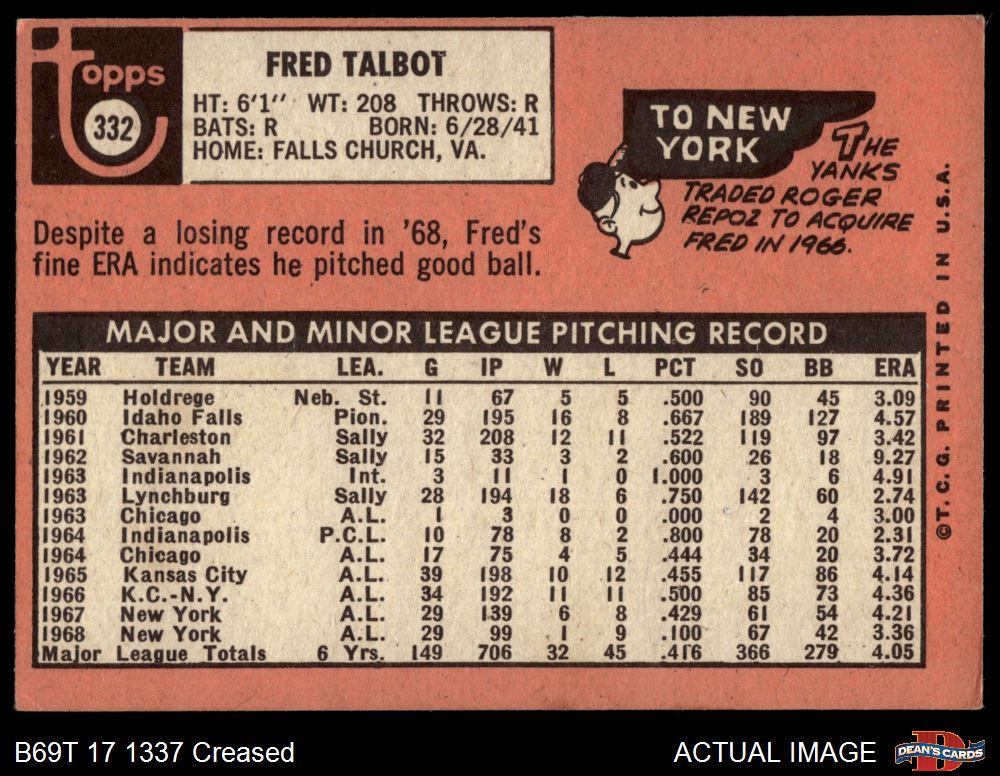 topps
332
FRED TALBOT
HT: 6'1" WT: 208 THROWS: R
BATS: R BORN: 6/28/41
HOME: FALLS CHURCH, VA.
TO NEW
YORK
THE
YANKS
TRADED ROGER
REPOZ TO ACQUIRE
FRED IN 1966.
Despite a losing record in '68, Fred's
fine ERA indicates he pitched good ball.
MAJOR AND MINOR LEAGUE PITCHING RECORD
YEAR TEAM LEA. G IP W L PCT SO BB ERA
1959 Holdrege Neb. St. 11 67 5 5 .500 90 45 3.09
1960 Idaho Falls Pion. 29 195 16 8 .667 189 127 4.57
1961 Charleston Sally 32 208 12 11 .522 119 97 3.42
1962 Savannah Sally 15 33 3 2 .600 26 18 9.27
1963 Indianapolis Int. 3 11 1 0 1.000 3 6 4.91
1963 Lynchburg Sally 28 194 18 6 .750 142 60 2.74
1963 Chicago A.L. 1 3 0 0 .000 2 4 3.00
1964 Indianapolis P.C.L. 10 78 8 2 .800 78 20 2.31
1964 Chicago A.L. 17 75 4 5 .444 34 20 3.72
1965 Kansas City A.L. 39 198 10 12 .455 117 86 4.14
1966 K.C.-N.Y. A.L. 34 192 11 11 .500 85 73 4.36
1967 New York A.L. 29 139 6 8 .429 61 54 4.21
1968 New York A.L. 29 99 1 9 .100 67 42 3.36
Major League Totals 6 Yrs. 149 706 32 45 .416 366 279 4.05
©T.C.G. PRINTED IN U.S.A.
B69T 17 1337 Creased
ACTUAL IMAGE
D
DEAN'S CARDS